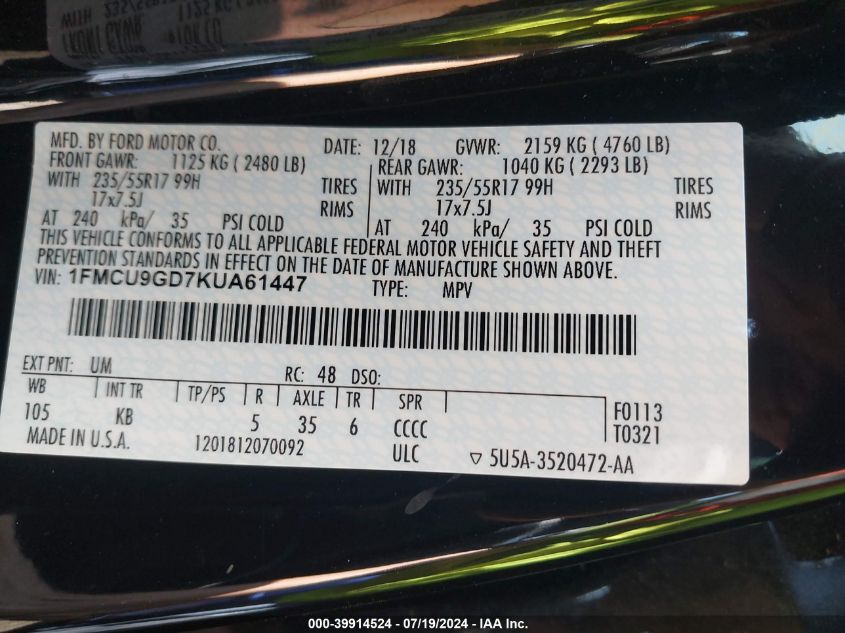 MFD. BY FORD MOTOR CO. DATE: 12/18 GVWR: 2159 KG ( 4760 LB)
FRONT GAWR: 1125 KG ( 2480 LB) REAR GAWR: 1040 KG ( 2293 LB)
WITH 235/55R17 99H TIRES WITH 235/55R17 99H TIRES
17x7.5J RIMS 17x7.5J RIMS
AT 240 kPa/ 35 PSI COLD AT 240 kPa/ 35 PSI COLD
THIS VEHICLE CONFORMS TO ALL APPLICABLE FEDERAL MOTOR VEHICLE SAFETY AND THEFT
PREVENTION STANDARDS IN EFFECT ON THE DATE OF MANUFACTURE SHOWN ABOVE.
VIN: 1FMCU9GD7KUA61447 TYPE: MPV
EXT PNT: UM RC: 48 DSO:
WB INT TR TP/PS R AXLE TR SPR
105 KB 5 35 6 CCCC F0113
T0321
MADE IN U.S.A. 1201812070092 ULC ▽ 5U5A-3520472-AA
000-39914524 - 07/19/2024 - IAA Inc.